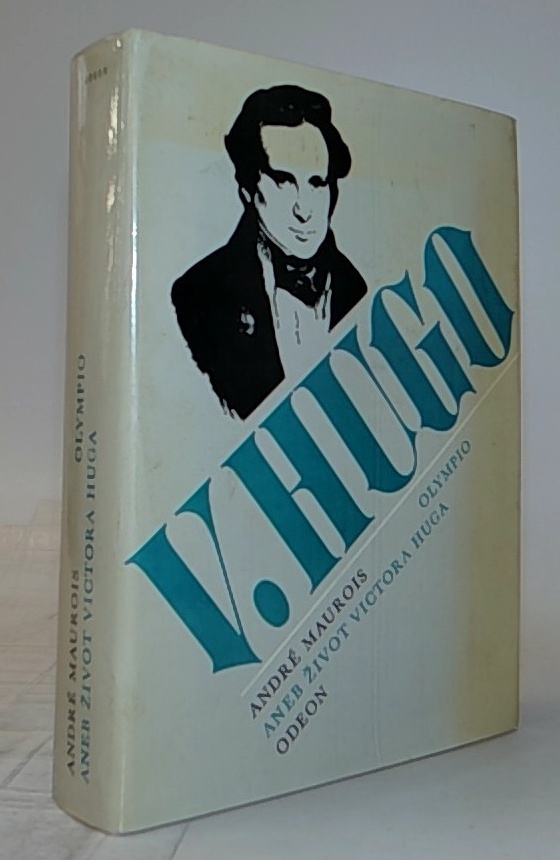 V. HUGO
ANDRÉ MAUROIS OLYMPIO
ANEB ŽIVOT VICTORA HUGA
ODEON
ANDRÉ MAUROIS OLYMPIO
ANEB ŽIVOT VICTORA HUGA